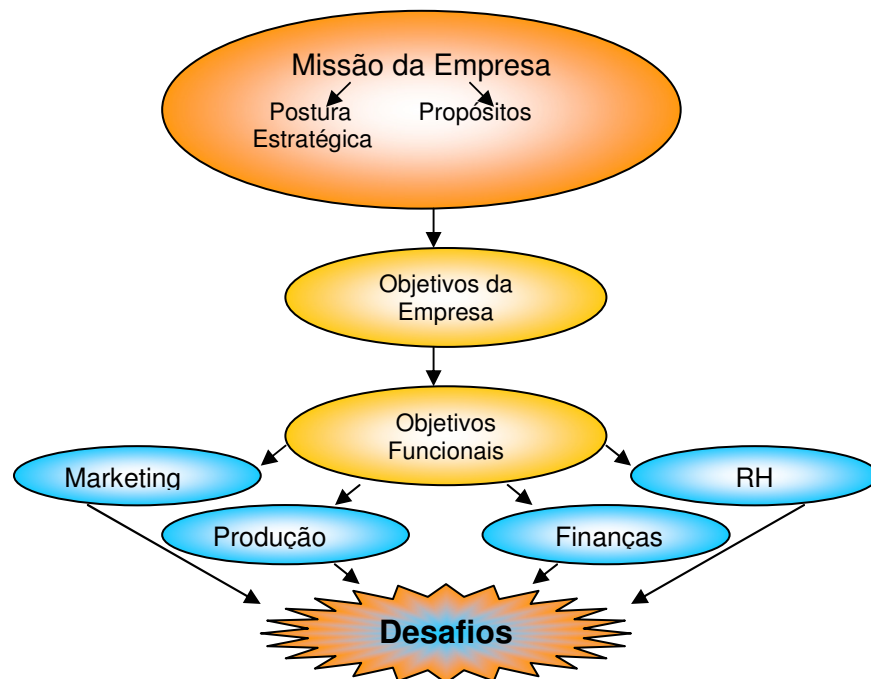 Missão da Empresa
Postura
Estratégica
Propósitos
Objetivos da
Empresa
Objetivos
Funcionais
Marketing
RH
Produção
Finanças
Desafios